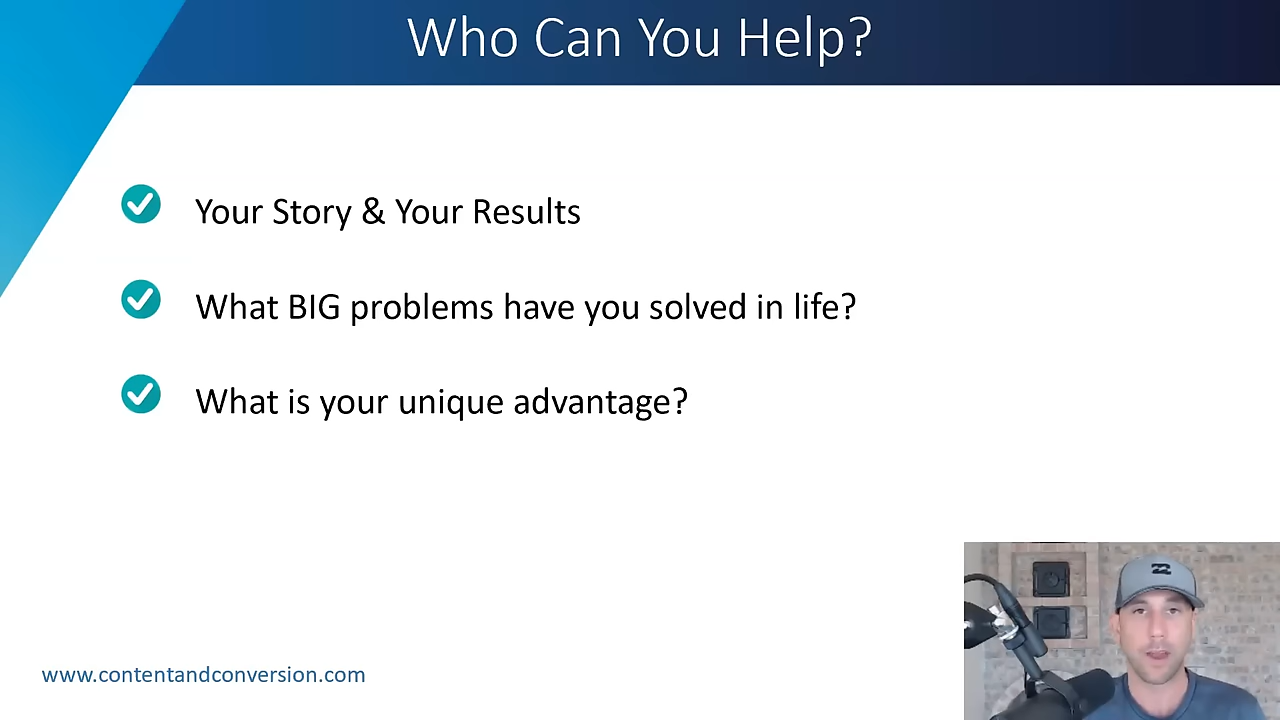 Who Can You Help?
Your Story & Your Results
What BIG problems have you solved in life?
What is your unique advantage?
www.contentandconversion.com